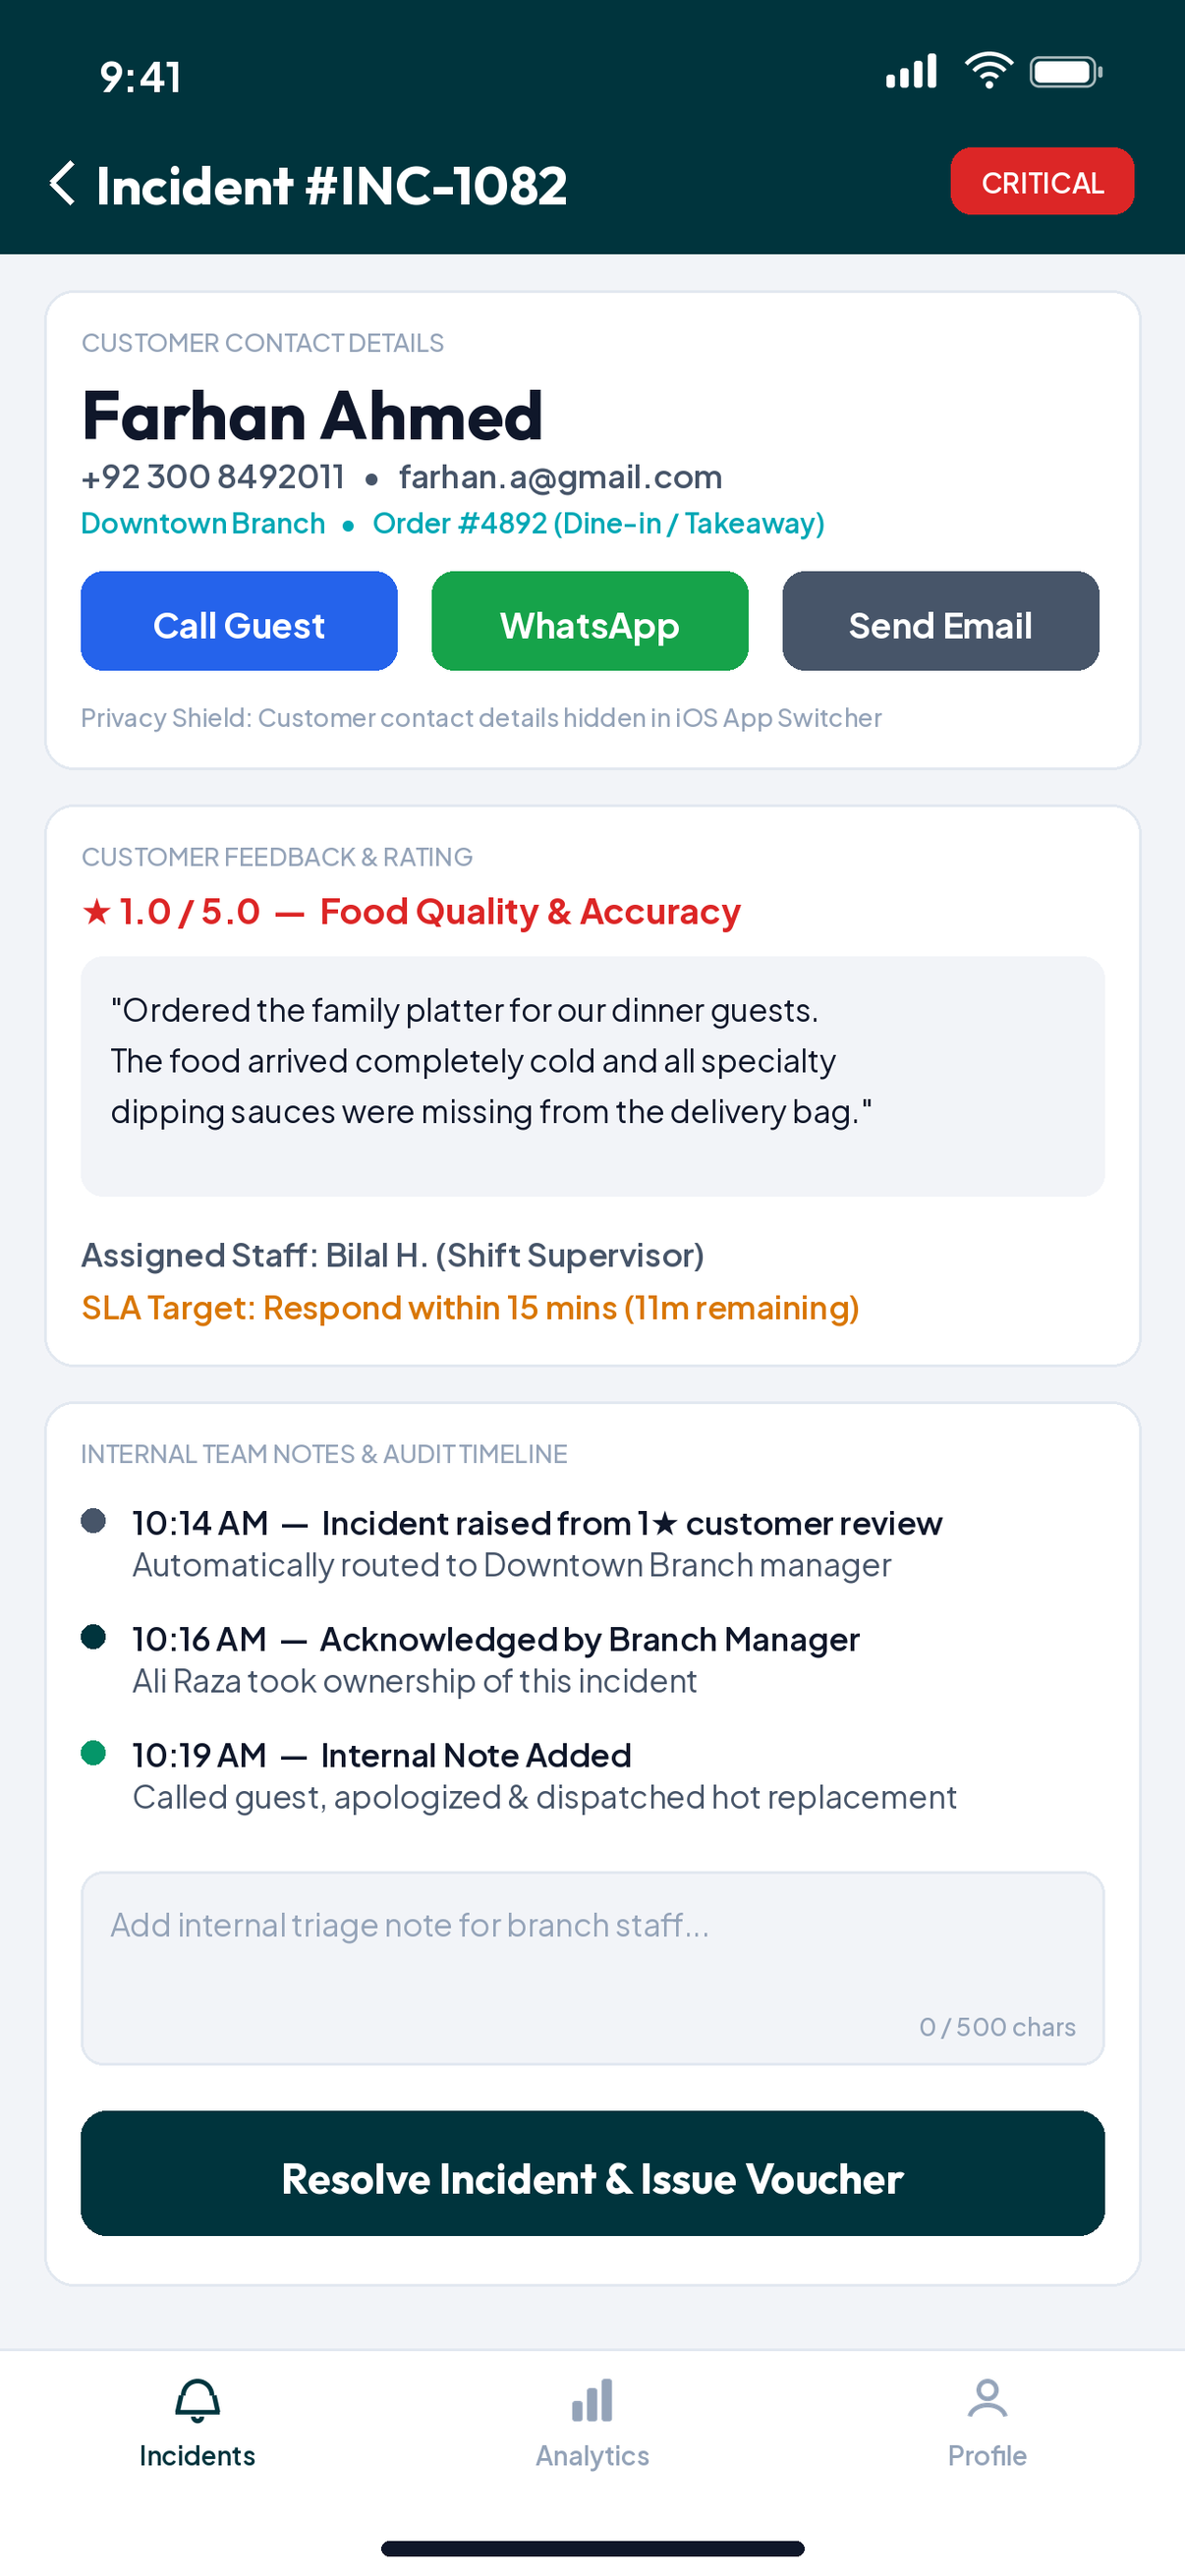 9:41
Incident #INC-1082
CRITICAL
CUSTOMER CONTACT DETAILS
Farhan Ahmed
+92 300 8492011 • farhan.a@gmail.com
Downtown Branch • Order #4892 (Dine-in / Takeaway)
Call Guest
WhatsApp
Send Email
Privacy Shield: Customer contact details hidden in iOS App Switcher
CUSTOMER FEEDBACK & RATING
★ 1.0 / 5.0 — Food Quality & Accuracy
"Ordered the family platter for our dinner guests.
The food arrived completely cold and all specialty
dipping sauces were missing from the delivery bag."
Assigned Staff: Bilal H. (Shift Supervisor)
SLA Target: Respond within 15 mins (11m remaining)
INTERNAL TEAM NOTES & AUDIT TIMELINE
10:14 AM — Incident raised from 1★ customer review
Automatically routed to Downtown Branch manager
10:16 AM — Acknowledged by Branch Manager
Ali Raza took ownership of this incident
10:19 AM — Internal Note Added
Called guest, apologized & dispatched hot replacement
Add internal triage note for branch staff...
0 / 500 chars
Resolve Incident & Issue Voucher
Incidents
Analytics
Profile